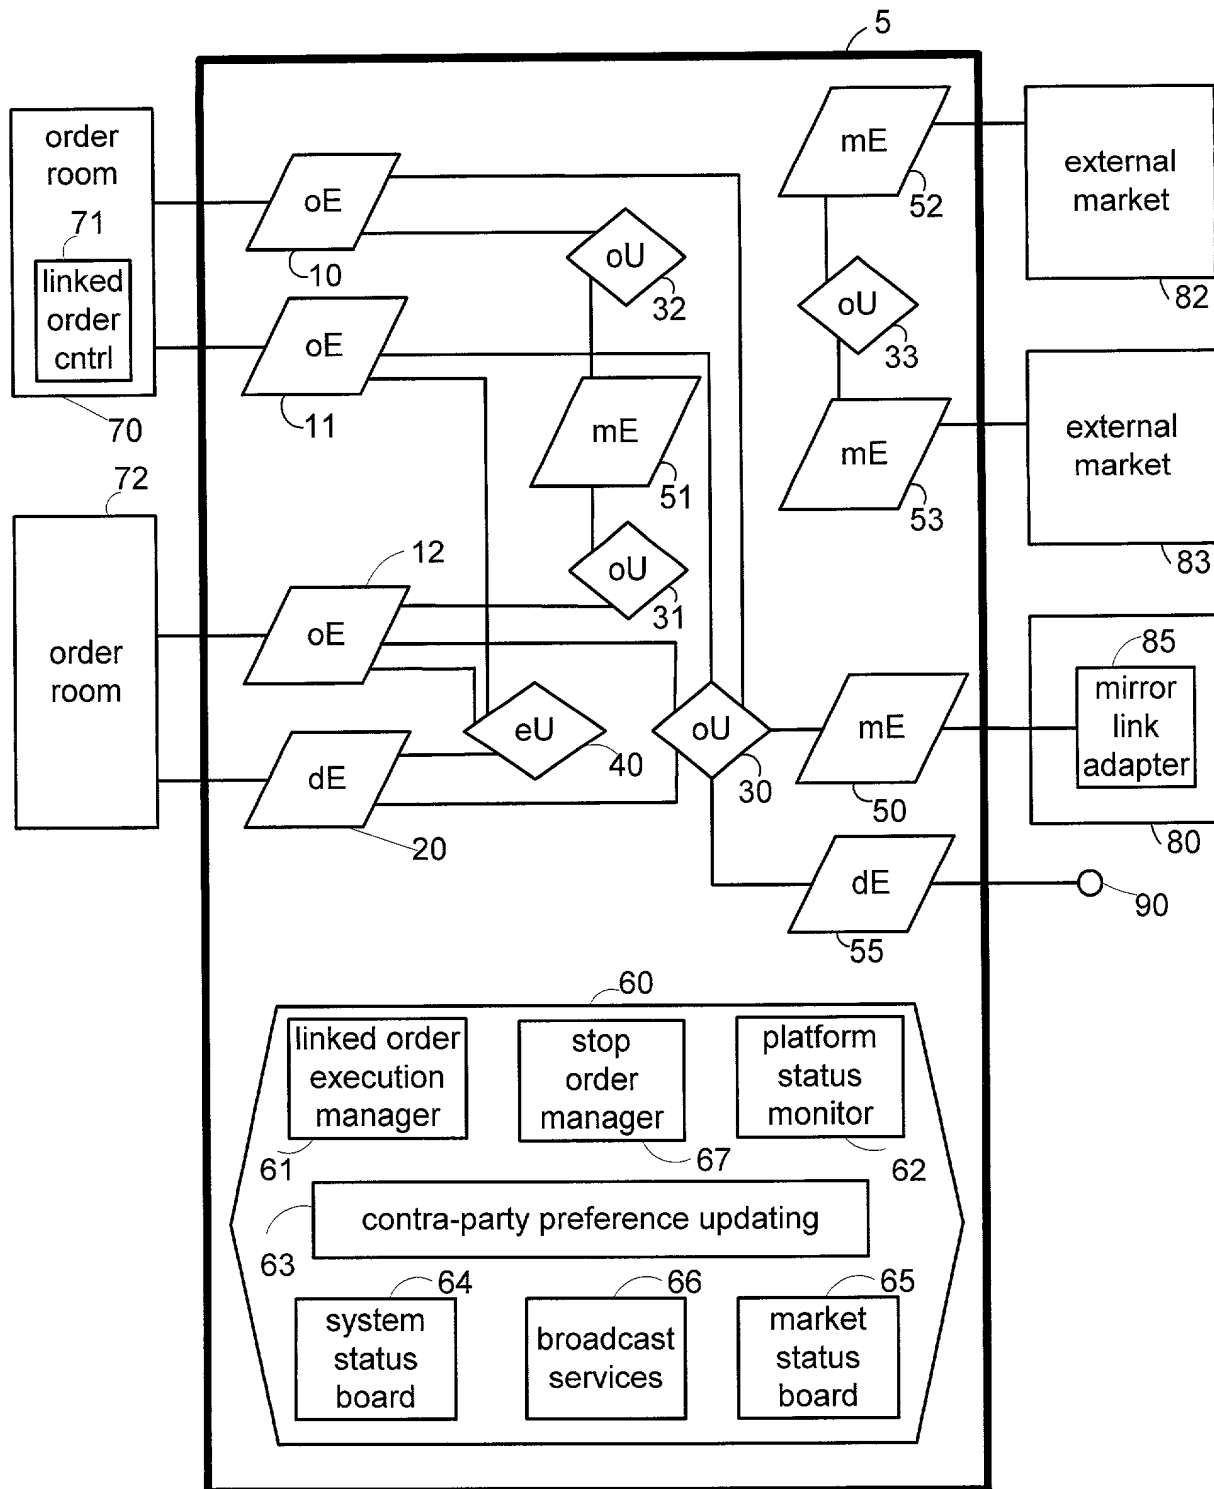 5
order
room
71
linked
order
cntrl
70
oE
10
oE
11
oU
32
mE
51
oU
31
mE
52
oU
33
mE
53
external
market
82
external
market
83
72
order
room
12
oE
dE
20
eU
40
oU
30
mE
50
85
mirror
link
adapter
80
dE
55
90
60
linked order
execution
manager
61
stop
order
manager
67
platform
status
monitor
62
contra-party preference updating
63
64
system
status
board
66
broadcast
services
65
market
status
board